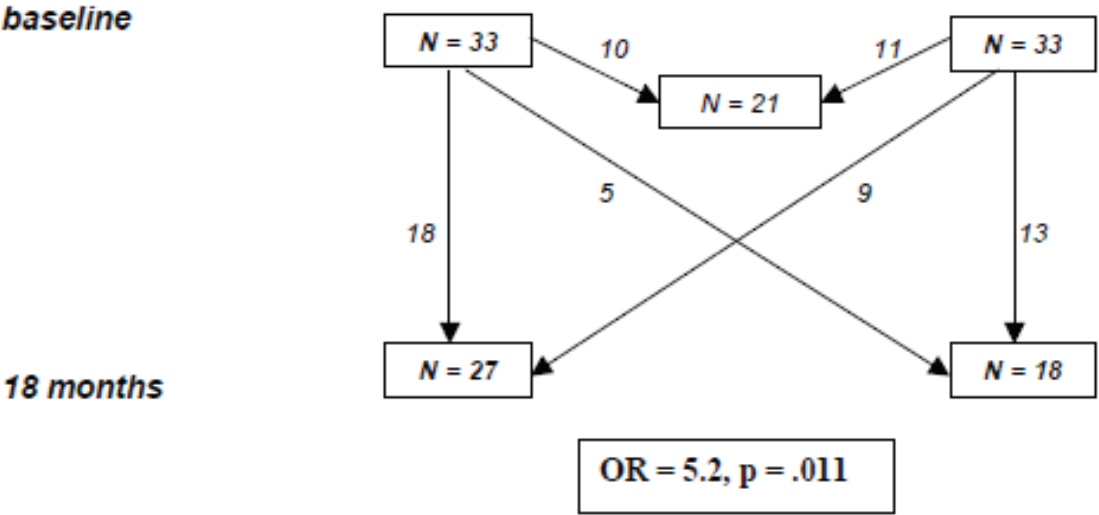 baseline
N = 33
10
11
N = 33
N = 21
5
9
18
13
18 months
N = 27
N = 18
OR = 5.2, p = .011